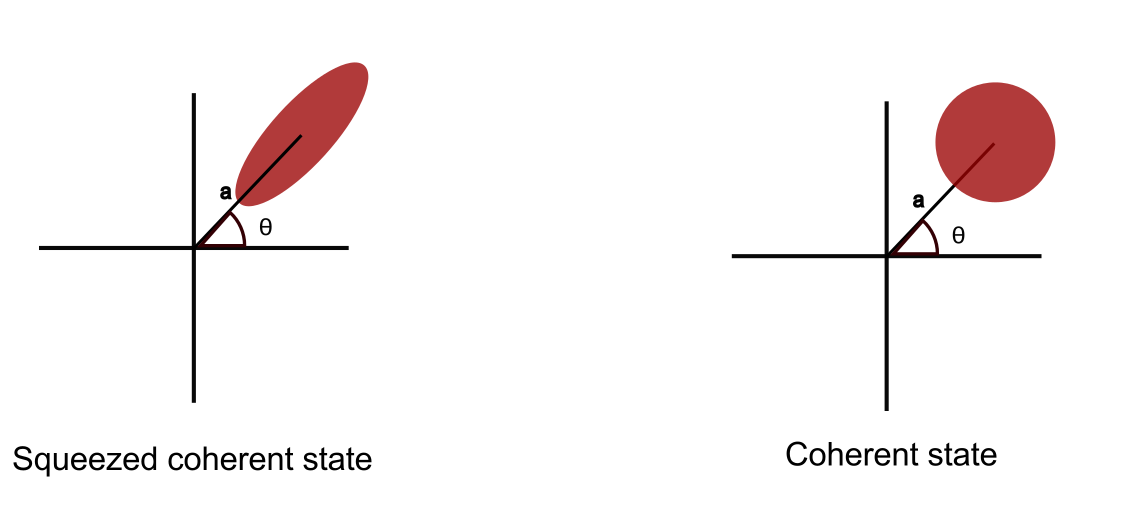 a
θ
Squeezed coherent state
a
θ
Coherent state